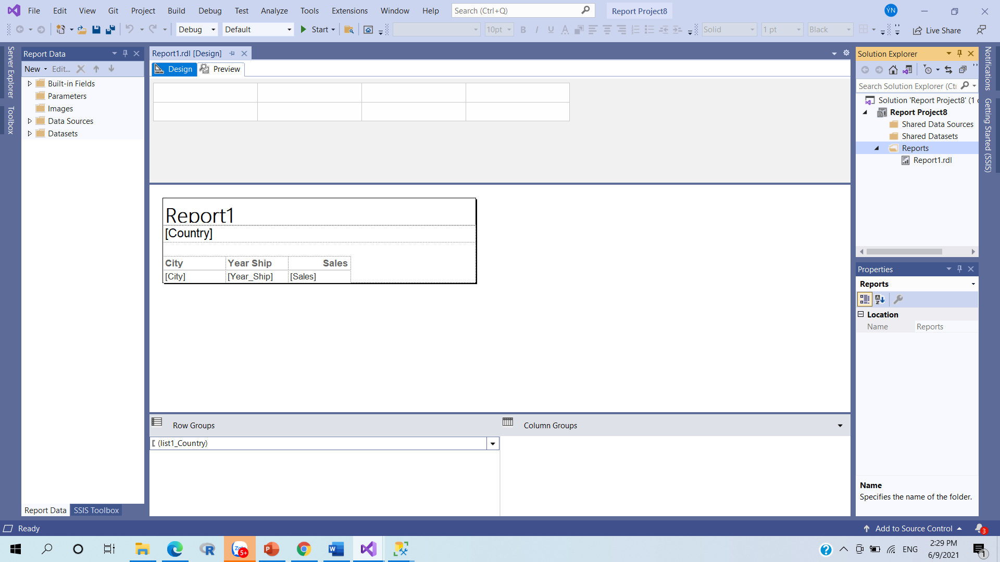 File Edit View Git Project Build Debug Test Analyze Tools Extensions Window Help Search (Ctrl+Q) Report Project8 YN
Debug Default Start 10pt B I U A Solid 1 pt Black Live Share
Server Explorer
Toolbox
Report Data
New Edit...
Built-in Fields
Parameters
Images
Data Sources
Datasets
Report Data SSIS Toolbox
Report1.rdl [Design]
Design Preview
Report1
[Country]
City Year Ship Sales
[City] [Year_Ship] [Sales]
Row Groups Column Groups
(list1_Country)
Solution Explorer
Search Solution Explorer (Ct
Solution 'Report Project8' (1
Report Project8
Shared Data Sources
Shared Datasets
Reports
Report1.rdl
Properties
Reports
Location
Name Reports
Name
Specifies the name of the folder.
Notifications
Getting Started (SSIS)
Ready Add to Source Control 3
5+ ENG 2:29 PM
6/9/2021 1